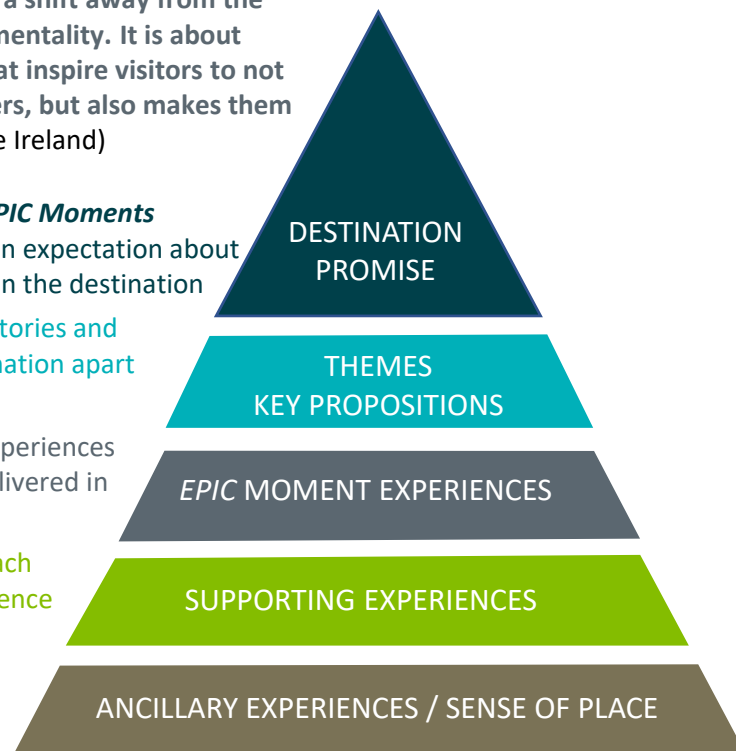 a shift away from the
mentality. It is about
at inspire visitors to not
ers, but also makes them
e Ireland)
PIC Moments
n expectation about
n the destination
tories and
nation apart
periences
livered in
ach
ence
DESTINATION
PROMISE
THEMES
KEY PROPOSITIONS
EPIC MOMENT EXPERIENCES
SUPPORTING EXPERIENCES
ANCILLARY EXPERIENCES / SENSE OF PLACE